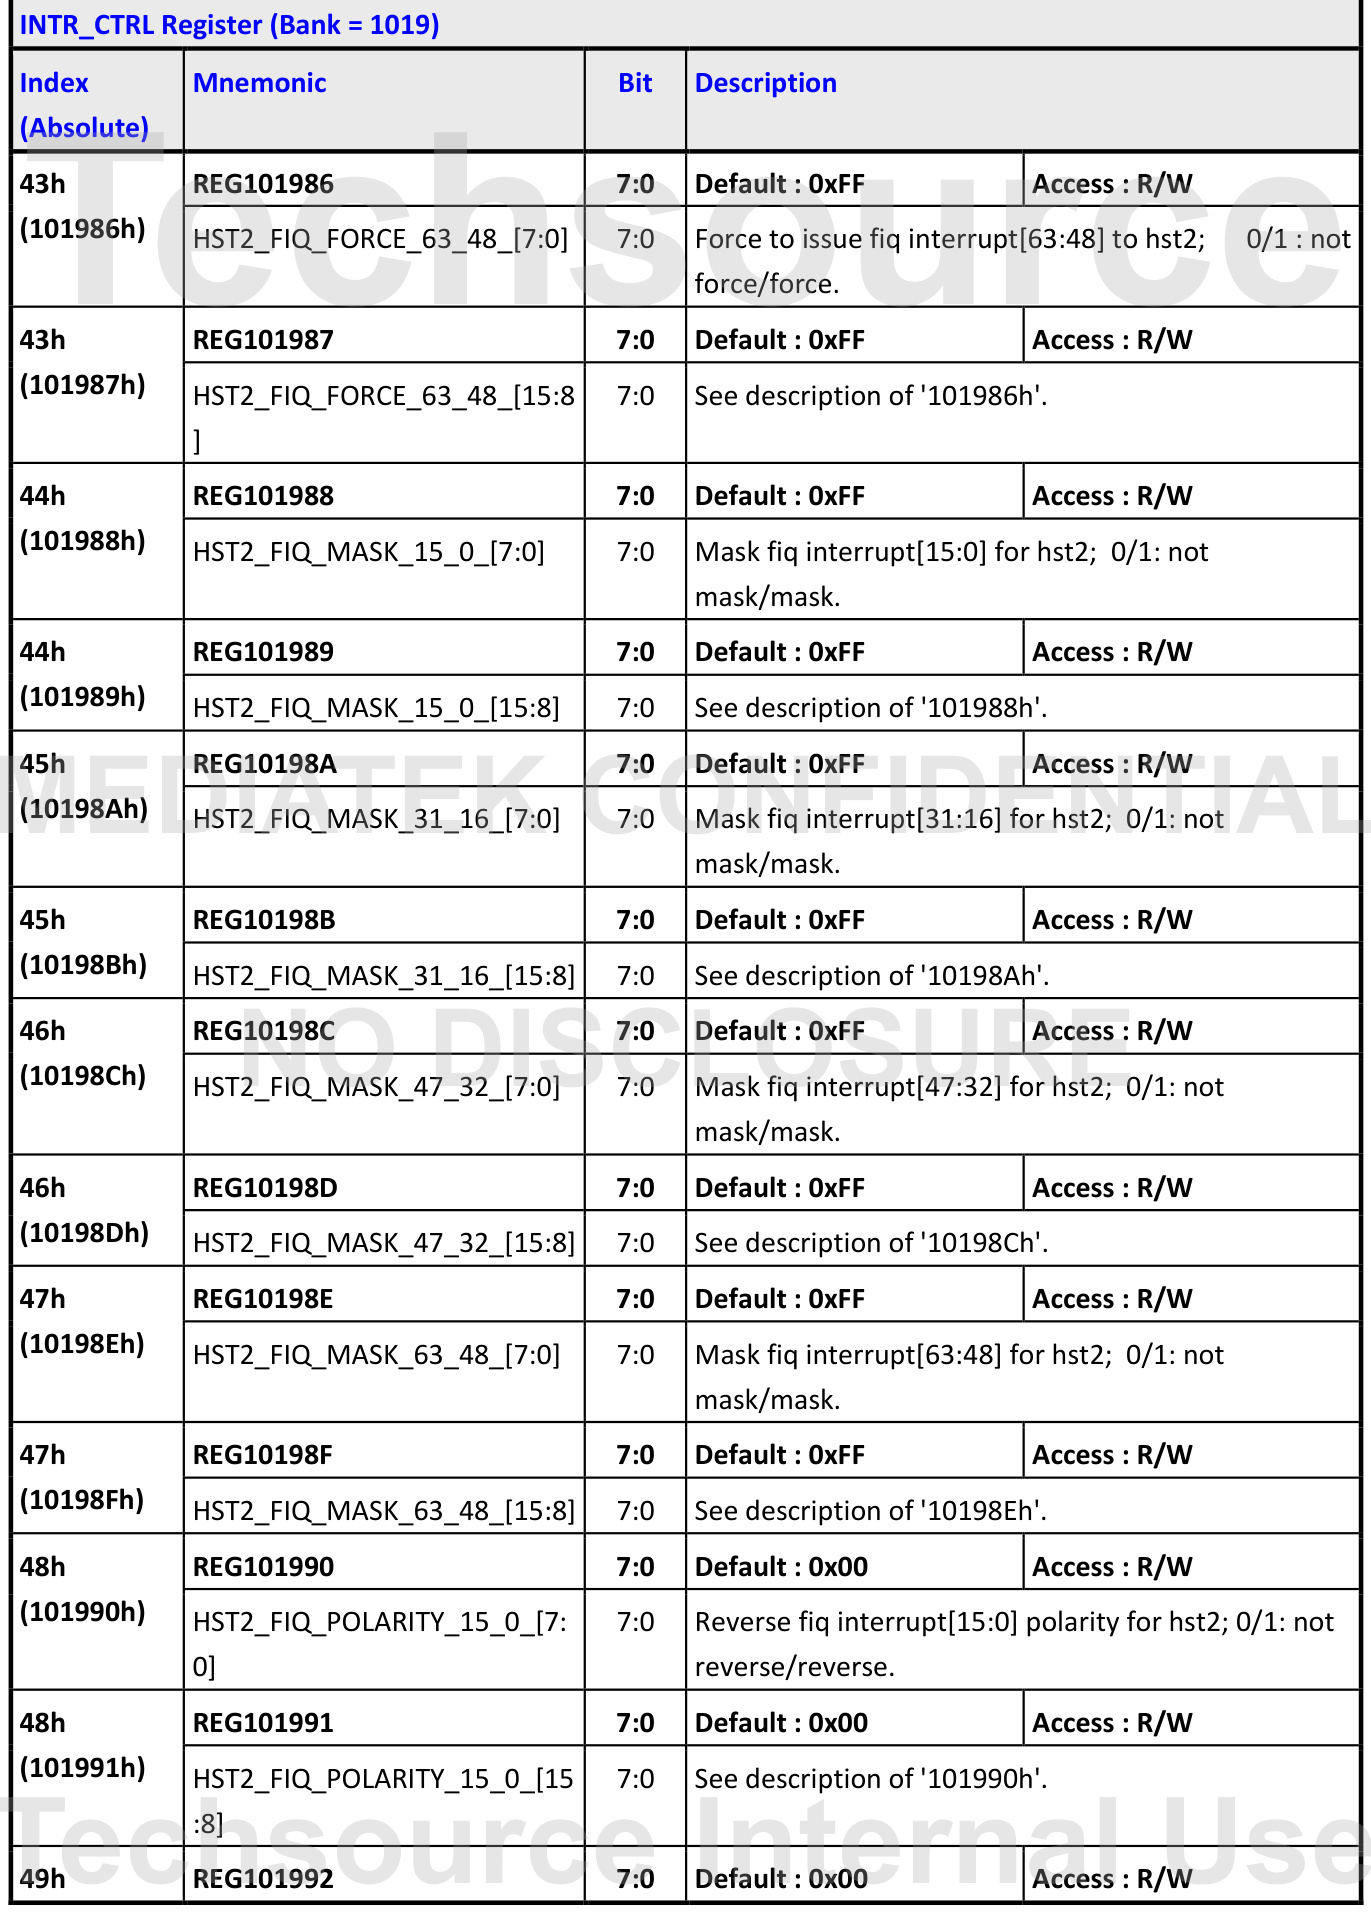 INTR_CTRL Register (Bank = 1019)
Index (Absolute) Mnemonic Bit Description
43h (101986h) REG101986 7:0 Default : 0xFF Access : R/W
HST2_FIQ_FORCE_63_48_[7:0] 7:0 Force to issue fiq interrupt[63:48] to hst2; 0/1 : not
force/force.
43h (101987h) REG101987 7:0 Default : 0xFF Access : R/W
HST2_FIQ_FORCE_63_48_[15:8
] 7:0 See description of '101986h'.
44h (101988h) REG101988 7:0 Default : 0xFF Access : R/W
HST2_FIQ_MASK_15_0_[7:0] 7:0 Mask fiq interrupt[15:0] for hst2; 0/1: not
mask/mask.
44h (101989h) REG101989 7:0 Default : 0xFF Access : R/W
HST2_FIQ_MASK_15_0_[15:8] 7:0 See description of '101988h'.
45h (10198Ah) REG10198A 7:0 Default : 0xFF Access : R/W
HST2_FIQ_MASK_31_16_[7:0] 7:0 Mask fiq interrupt[31:16] for hst2; 0/1: not
mask/mask.
45h (10198Bh) REG10198B 7:0 Default : 0xFF Access : R/W
HST2_FIQ_MASK_31_16_[15:8] 7:0 See description of '10198Ah'.
46h (10198Ch) REG10198C 7:0 Default : 0xFF Access : R/W
HST2_FIQ_MASK_47_32_[7:0] 7:0 Mask fiq interrupt[47:32] for hst2; 0/1: not
mask/mask.
46h (10198Dh) REG10198D 7:0 Default : 0xFF Access : R/W
HST2_FIQ_MASK_47_32_[15:8] 7:0 See description of '10198Ch'.
47h (10198Eh) REG10198E 7:0 Default : 0xFF Access : R/W
HST2_FIQ_MASK_63_48_[7:0] 7:0 Mask fiq interrupt[63:48] for hst2; 0/1: not
mask/mask.
47h (10198Fh) REG10198F 7:0 Default : 0xFF Access : R/W
HST2_FIQ_MASK_63_48_[15:8] 7:0 See description of '10198Eh'.
48h (101990h) REG101990 7:0 Default : 0x00 Access : R/W
HST2_FIQ_POLARITY_15_0_[7:
0] 7:0 Reverse fiq interrupt[15:0] polarity for hst2; 0/1: not
reverse/reverse.
48h (101991h) REG101991 7:0 Default : 0x00 Access : R/W
HST2_FIQ_POLARITY_15_0_[15
:8] 7:0 See description of '101990h'.
49h REG101992 7:0 Default : 0x00 Access : R/W
Techsource
MEDIATEK CONFIDENTIAL
NO DISCLOSURE
Techsource Internal Use